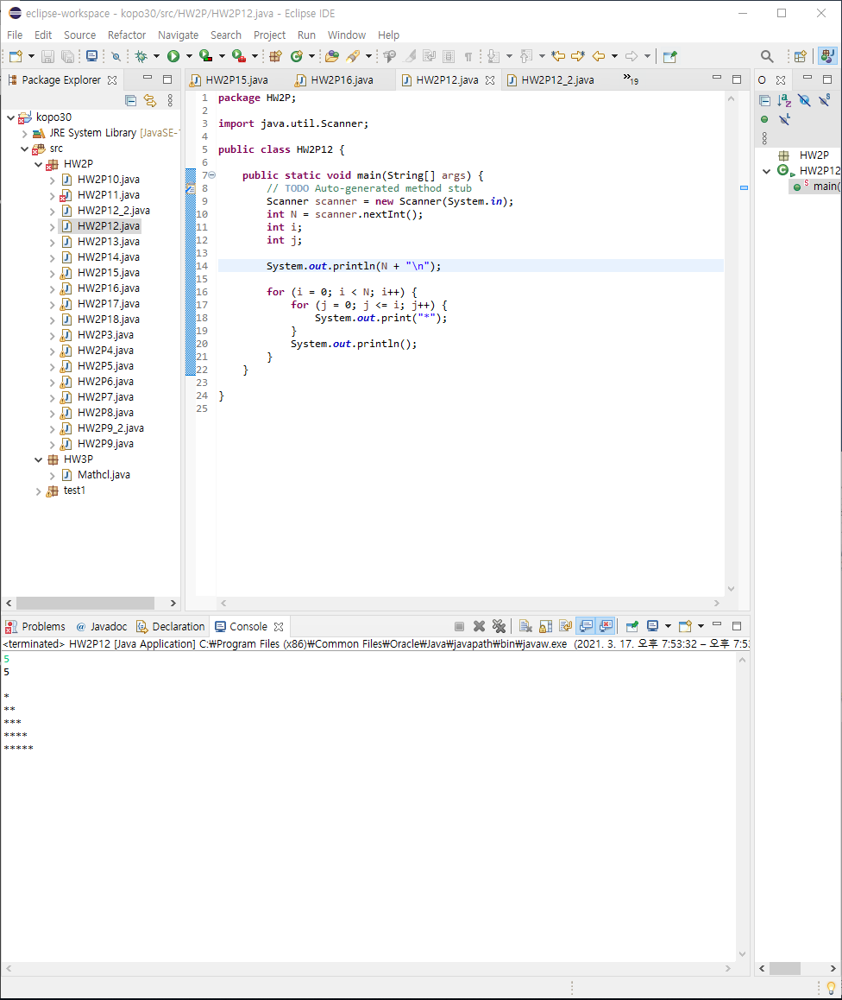 eclipse-workspace - kopo30/src/HW2P/HW2P12.java - Eclipse IDE
File Edit Source Refactor Navigate Search Project Run Window Help
Package Explorer
kopo30
JRE System Library [JavaSE-
src
HW2P
HW2P10.java
HW2P11.java
HW2P12_2.java
HW2P12.java
HW2P13.java
HW2P14.java
HW2P15.java
HW2P16.java
HW2P17.java
HW2P18.java
HW2P3.java
HW2P4.java
HW2P5.java
HW2P6.java
HW2P7.java
HW2P8.java
HW2P9_2.java
HW2P9.java
HW3P
Mathcl.java
test1
HW2P15.java HW2P16.java HW2P12.java HW2P12_2.java »19
1 package HW2P;
2
3 import java.util.Scanner;
4
5 public class HW2P12 {
6
7 public static void main(String[] args) {
8 // TODO Auto-generated method stub
9 Scanner scanner = new Scanner(System.in);
10 int N = scanner.nextInt();
11 int i;
12 int j;
13
14 System.out.println(N + "\n");
15
16 for (i = 0; i < N; i++) {
17 for (j = 0; j <= i; j++) {
18 System.out.print("*");
19 }
20 System.out.println();
21 }
22 }
23
24 }
25
O
HW2P
HW2P12
main(
Problems @ Javadoc Declaration Console
<terminated> HW2P12 [Java Application] C:₩Program Files (x86)₩Common Files₩Oracle₩Java₩javapath₩bin₩javaw.exe (2021. 3. 17. 오후 7:53:32 – 오후 7:53
5
5
*
**
***
****
*****